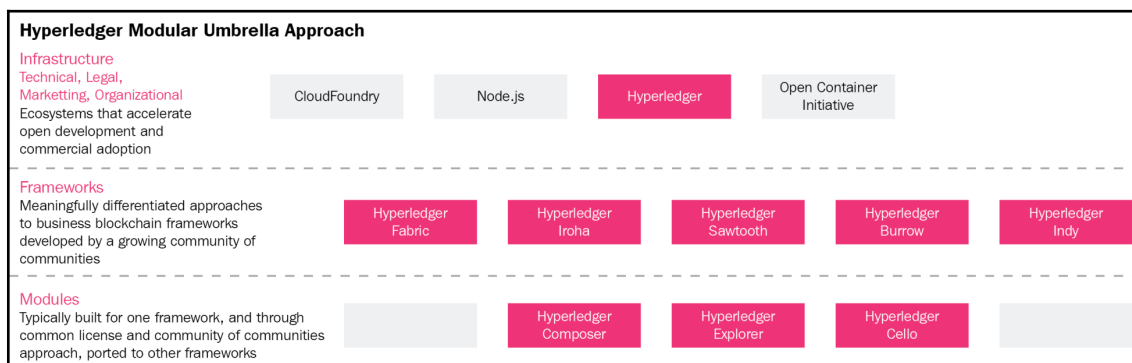 Hyperledger Modular Umbrella Approach
Infrastructure
Technical, Legal,
Marketting, Organizational
Ecosystems that accelerate
open development and
commercial adoption
CloudFoundry
Node.js
Hyperledger
Open Container
Initiative
Frameworks
Meaningfully differentiated approaches
to business blockchain frameworks
developed by a growing community of
communities
Hyperledger
Fabric
Hyperledger
Iroha
Hyperledger
Sawtooth
Hyperledger
Burrow
Hyperledger
Indy
Modules
Typically built for one framework, and through
common license and community of communities
approach, ported to other frameworks
Hyperledger
Composer
Hyperledger
Explorer
Hyperledger
Cello